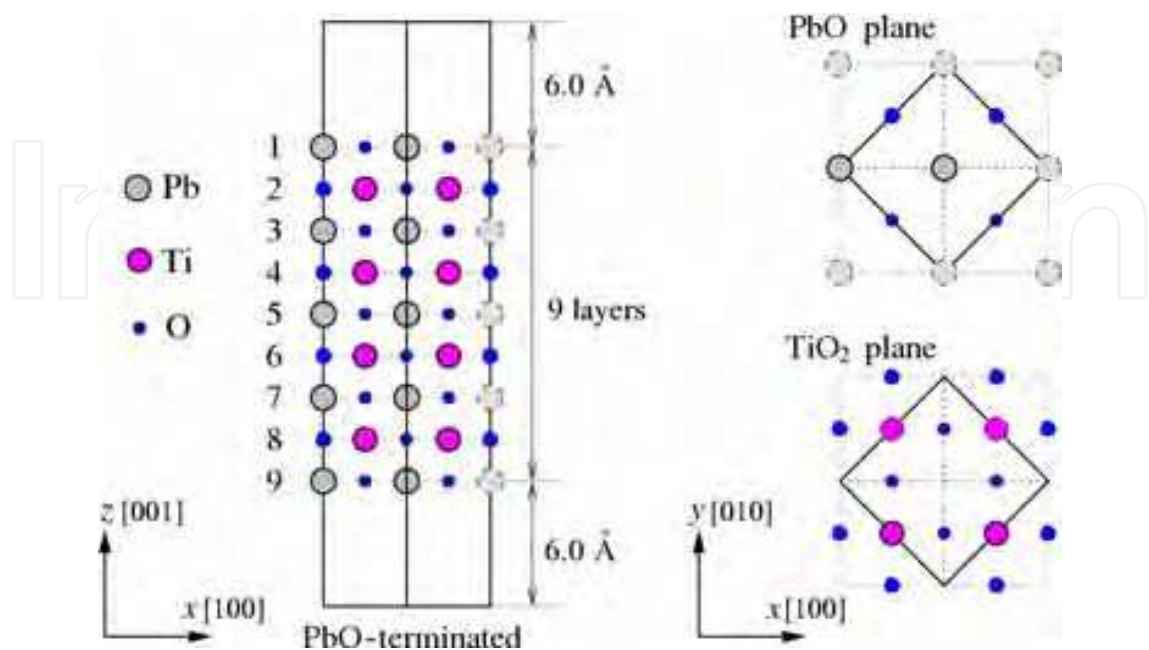 PbO plane
6.0 Å
1
2
3
4
5
6
7
8
9
Pb
Ti
O
9 layers
TiO₂ plane
z [001]
x [100]
6.0 Å
PbO-terminated
y [010]
x [100]